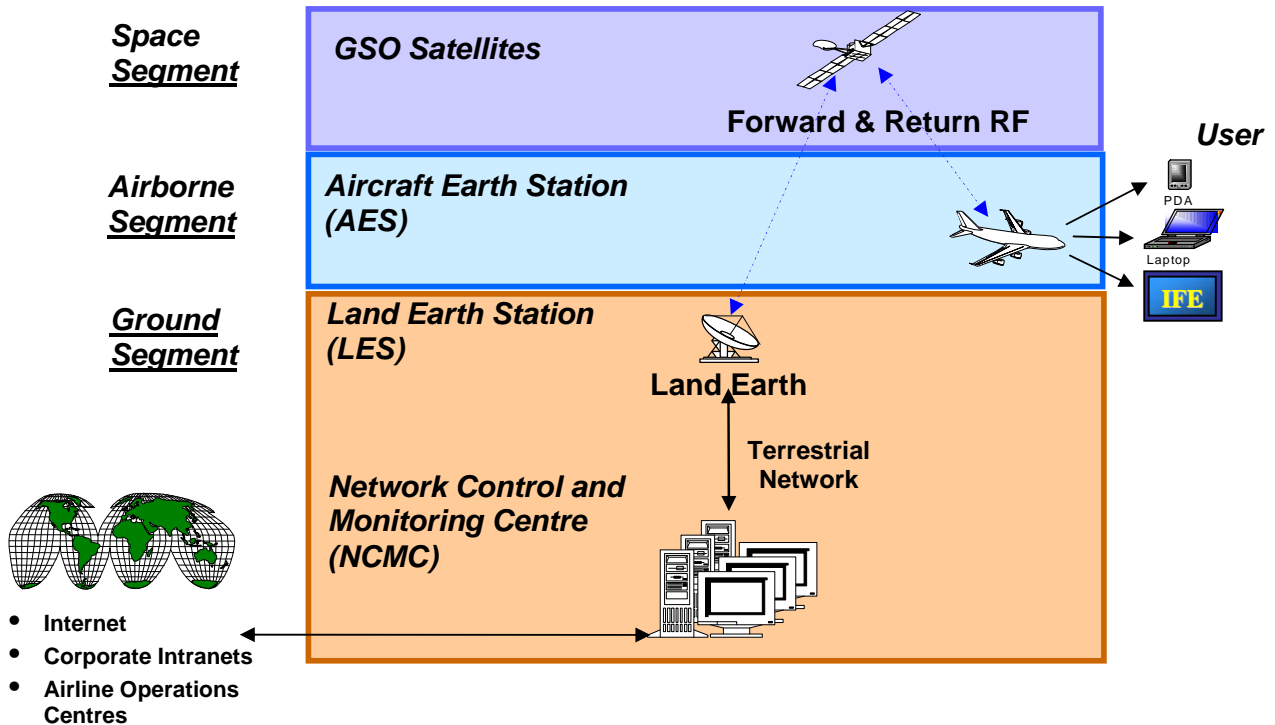 Space
Segment
GSO Satellites
Forward & Return RF
User
Airborne
Segment
Aircraft Earth Station
(AES)
PDA
Laptop
IFE
Ground
Segment
Land Earth Station
(LES)
Land Earth
Terrestrial
Network
Network Control and
Monitoring Centre
(NCMC)
• Internet
• Corporate Intranets
• Airline Operations
Centres